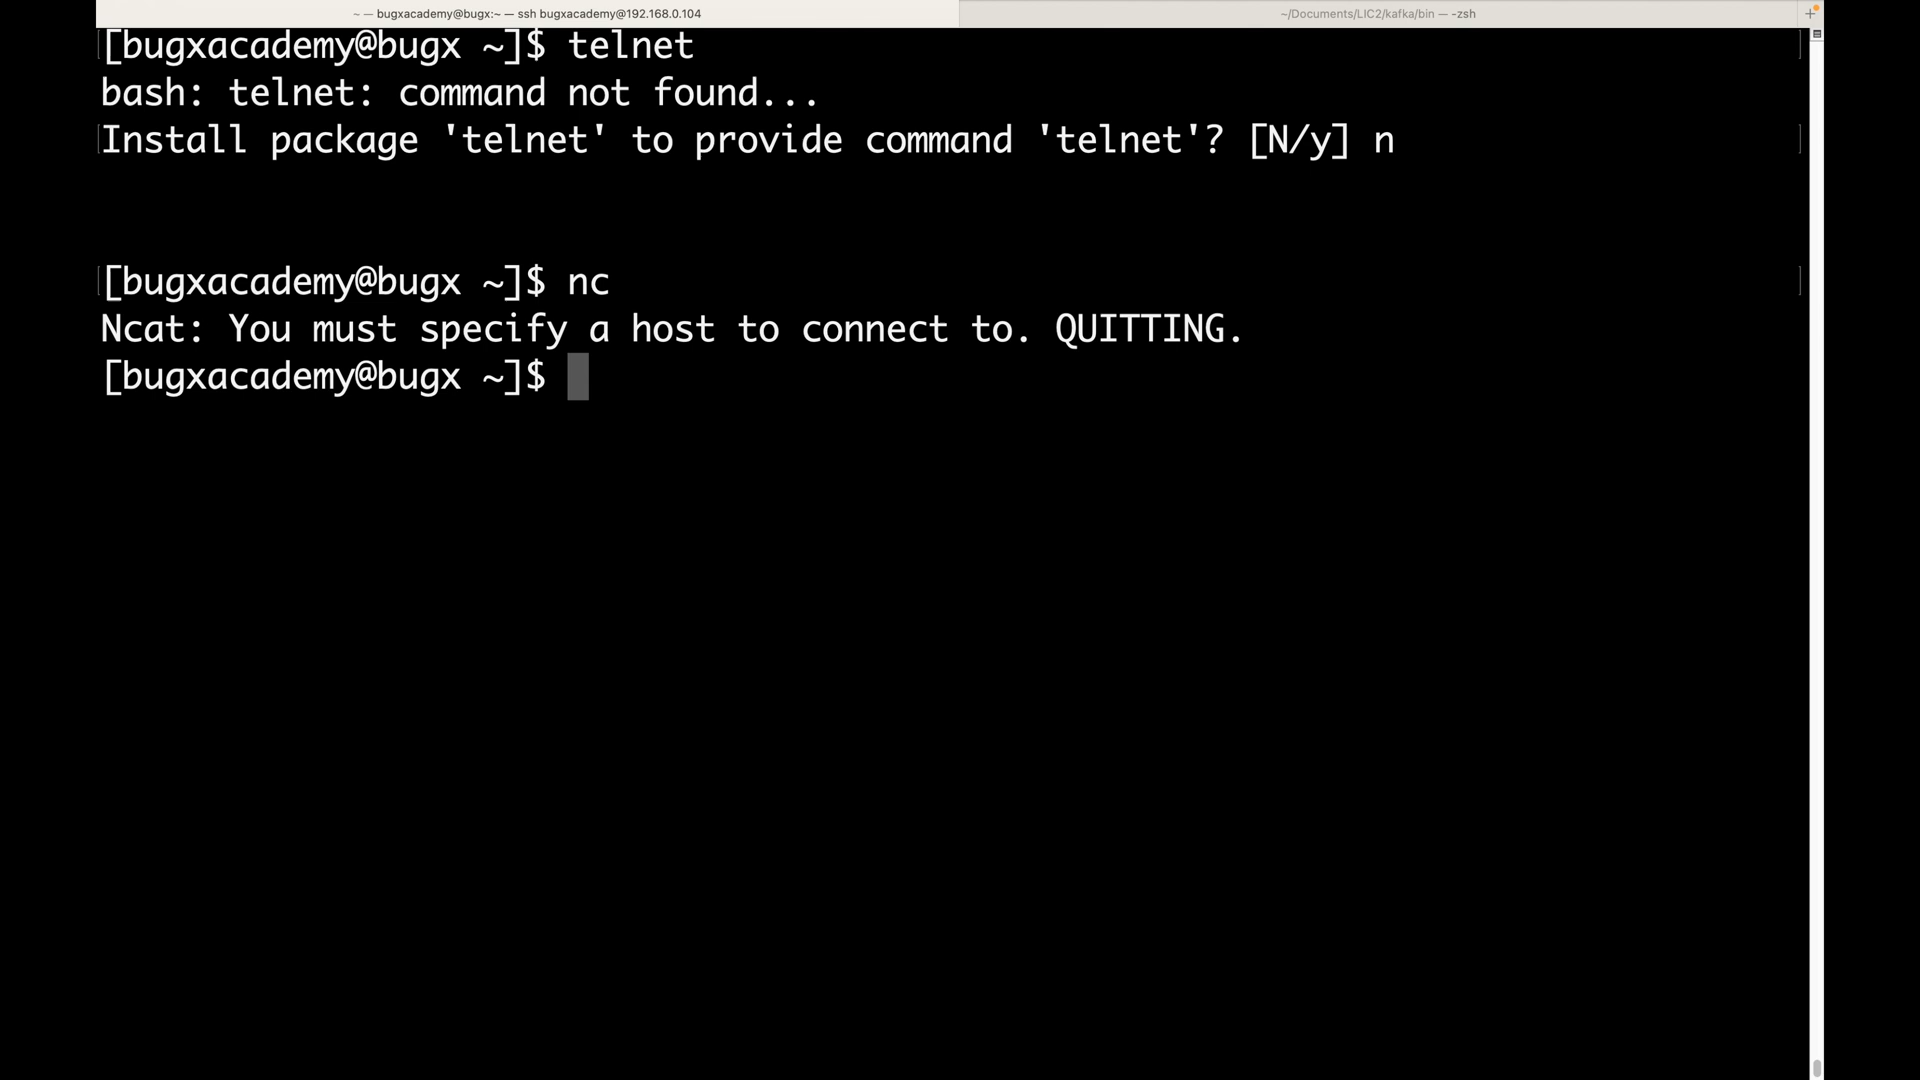 ~ — bugxacademy@bugx:~ — ssh bugxacademy@192.168.0.104
~/Documents/LIC2/kafka/bin — -zsh
+
[bugxacademy@bugx ~]$ telnet
bash: telnet: command not found...
Install package 'telnet' to provide command 'telnet'? [N/y] n
[bugxacademy@bugx ~]$ nc
Ncat: You must specify a host to connect to. QUITTING.
[bugxacademy@bugx ~]$